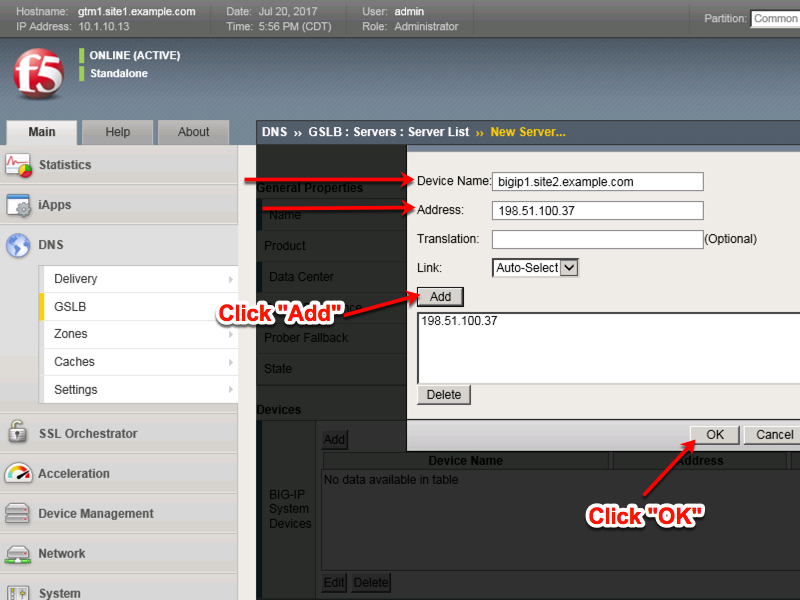 Hostname: gtm1.site1.example.com Date: Jul 20, 2017 User: admin
IP Address: 10.1.10.13 Time: 5:56 PM (CDT) Role: Administrator
Partition: Common
f5
ONLINE (ACTIVE)
Standalone
Main Help About
DNS ›› GSLB : Servers : Server List ›› New Server...
Statistics
iApps
DNS
Delivery
GSLB
Zones
Caches
Settings
SSL Orchestrator
Acceleration
Device Management
Network
System
General Properties
Name
Product
Data Center
Prober Fallback
State
Device Name: bigip1.site2.example.com
Address: 198.51.100.37
Translation: (Optional)
Link: Auto-Select
Add
Click "Add"
198.51.100.37
Delete
OK Cancel
Click "OK"
Devices
Add
Device Name Address
No data available in table
BIG-IP
System
Devices
Edit Delete